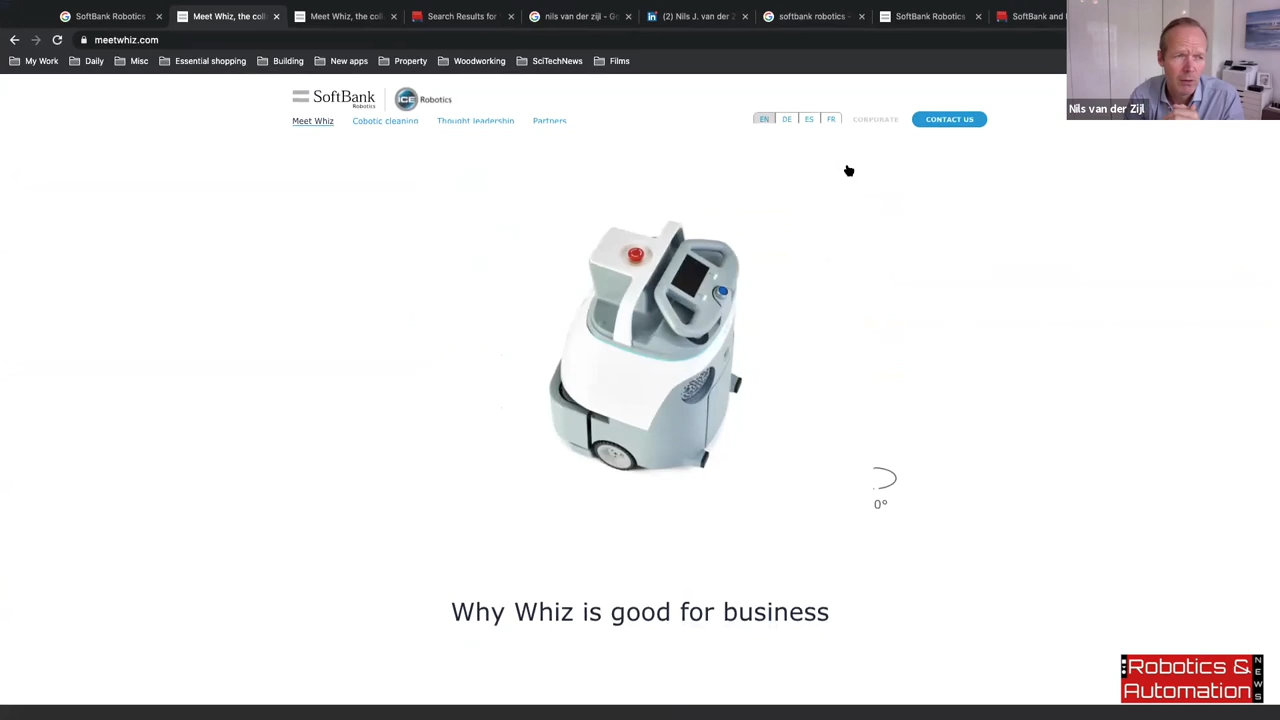 SoftBank Robotics
Meet Whiz, the coll
Meet Whiz, the coll
Search Results for
nils van der zijl - Go
(2) Nils J. van der Z
softbank robotics -
SoftBank Robotics
SoftBank and
meetwhiz.com
My Work
Daily
Misc
Essential shopping
Building
New apps
Property
Woodworking
SciTechNews
Films
SoftBank
Robotics
ICE Robotics
Meet Whiz
Cobotic cleaning
Thought leadership
Partners
EN
DE
ES
FR
CORPORATE
CONTACT US
Nils van der Zijl
0°
Why Whiz is good for business
Robotics &
Automation
NEWS